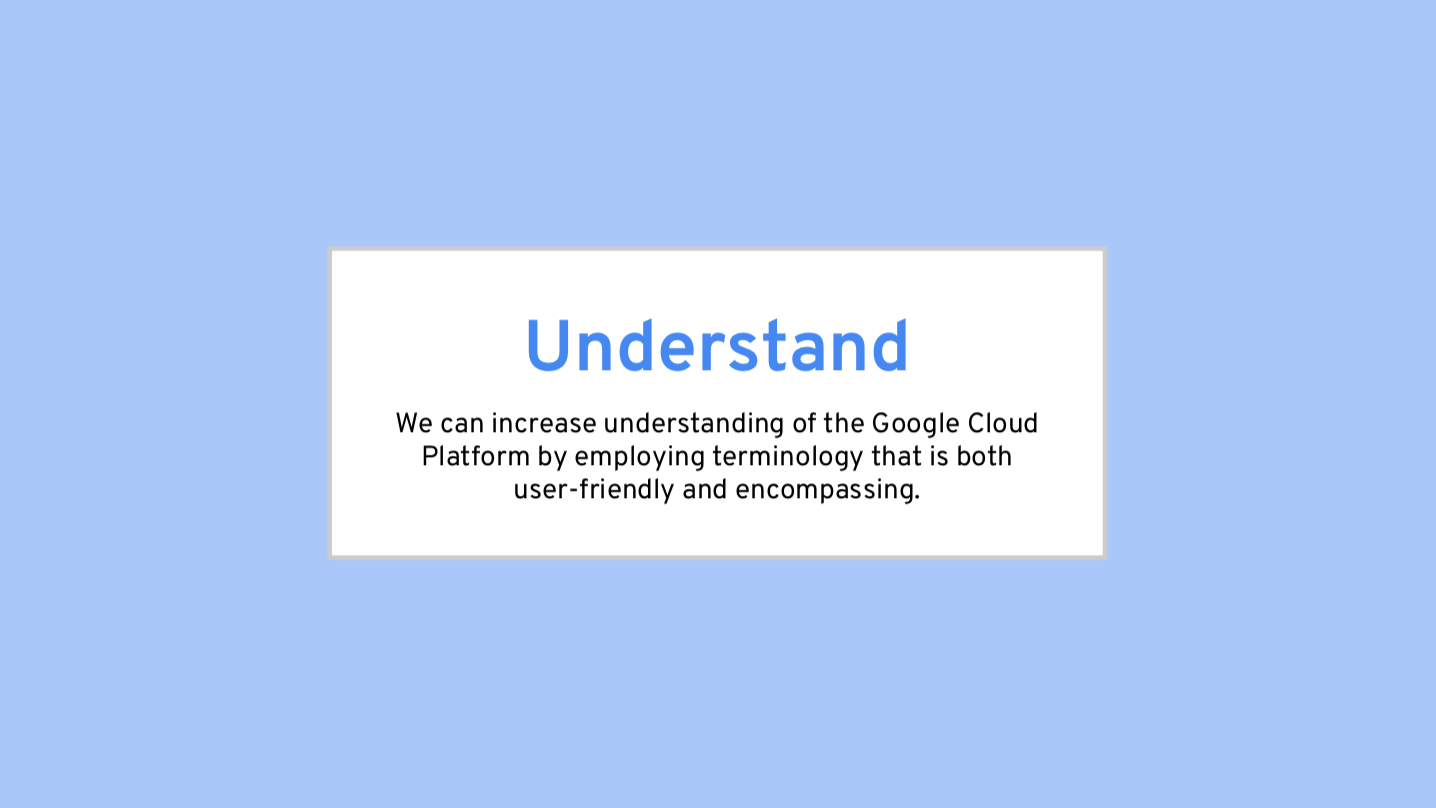 Understand
We can increase understanding of the Google Cloud
Platform by employing terminology that is both
user-friendly and encompassing.